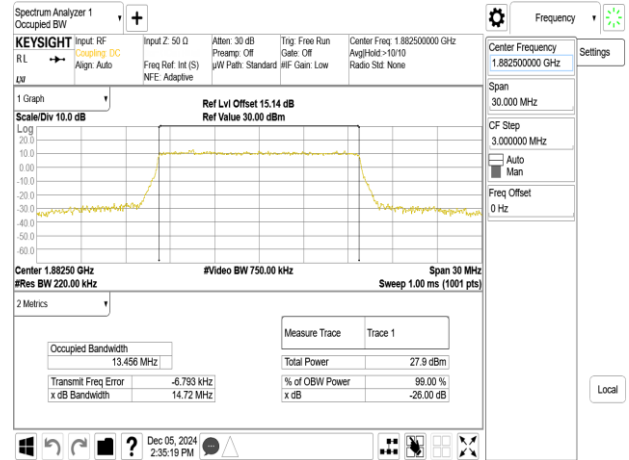 Spectrum Analyzer 1
Occupied BW
KEYSIGHT
RL
LXI
Input: RF
Coupling: DC
Align: Auto
Input Z: 50 Ω
Freq Ref: Int (S)
NFE: Adaptive
Atten: 30 dB
Preamp: Off
µW Path: Standard
Trig: Free Run
Gate: Off
#IF Gain: Low
Center Freq: 1.882500000 GHz
Avg|Hold:>10/10
Radio Std: None
1 Graph
Scale/Div 10.0 dB
Ref Lvl Offset 15.14 dB
Ref Value 30.00 dBm
Log
20.0
10.0
0.00
-10.0
-20.0
-30.0
-40.0
-50.0
-60.0
Center 1.88250 GHz
#Res BW 220.00 kHz
#Video BW 750.00 kHz
Span 30 MHz
Sweep 1.00 ms (1001 pts)
2 Metrics
Occupied Bandwidth
13.456 MHz
Transmit Freq Error -6.793 kHz
x dB Bandwidth 14.72 MHz
Measure Trace Trace 1
Total Power 27.9 dBm
% of OBW Power 99.00 %
x dB -26.00 dB
Dec 05, 2024
2:35:19 PM
Frequency
Center Frequency
1.882500000 GHz
Span
30.000 MHz
CF Step
3.000000 MHz
Auto
Man
Freq Offset
0 Hz
Settings
Local